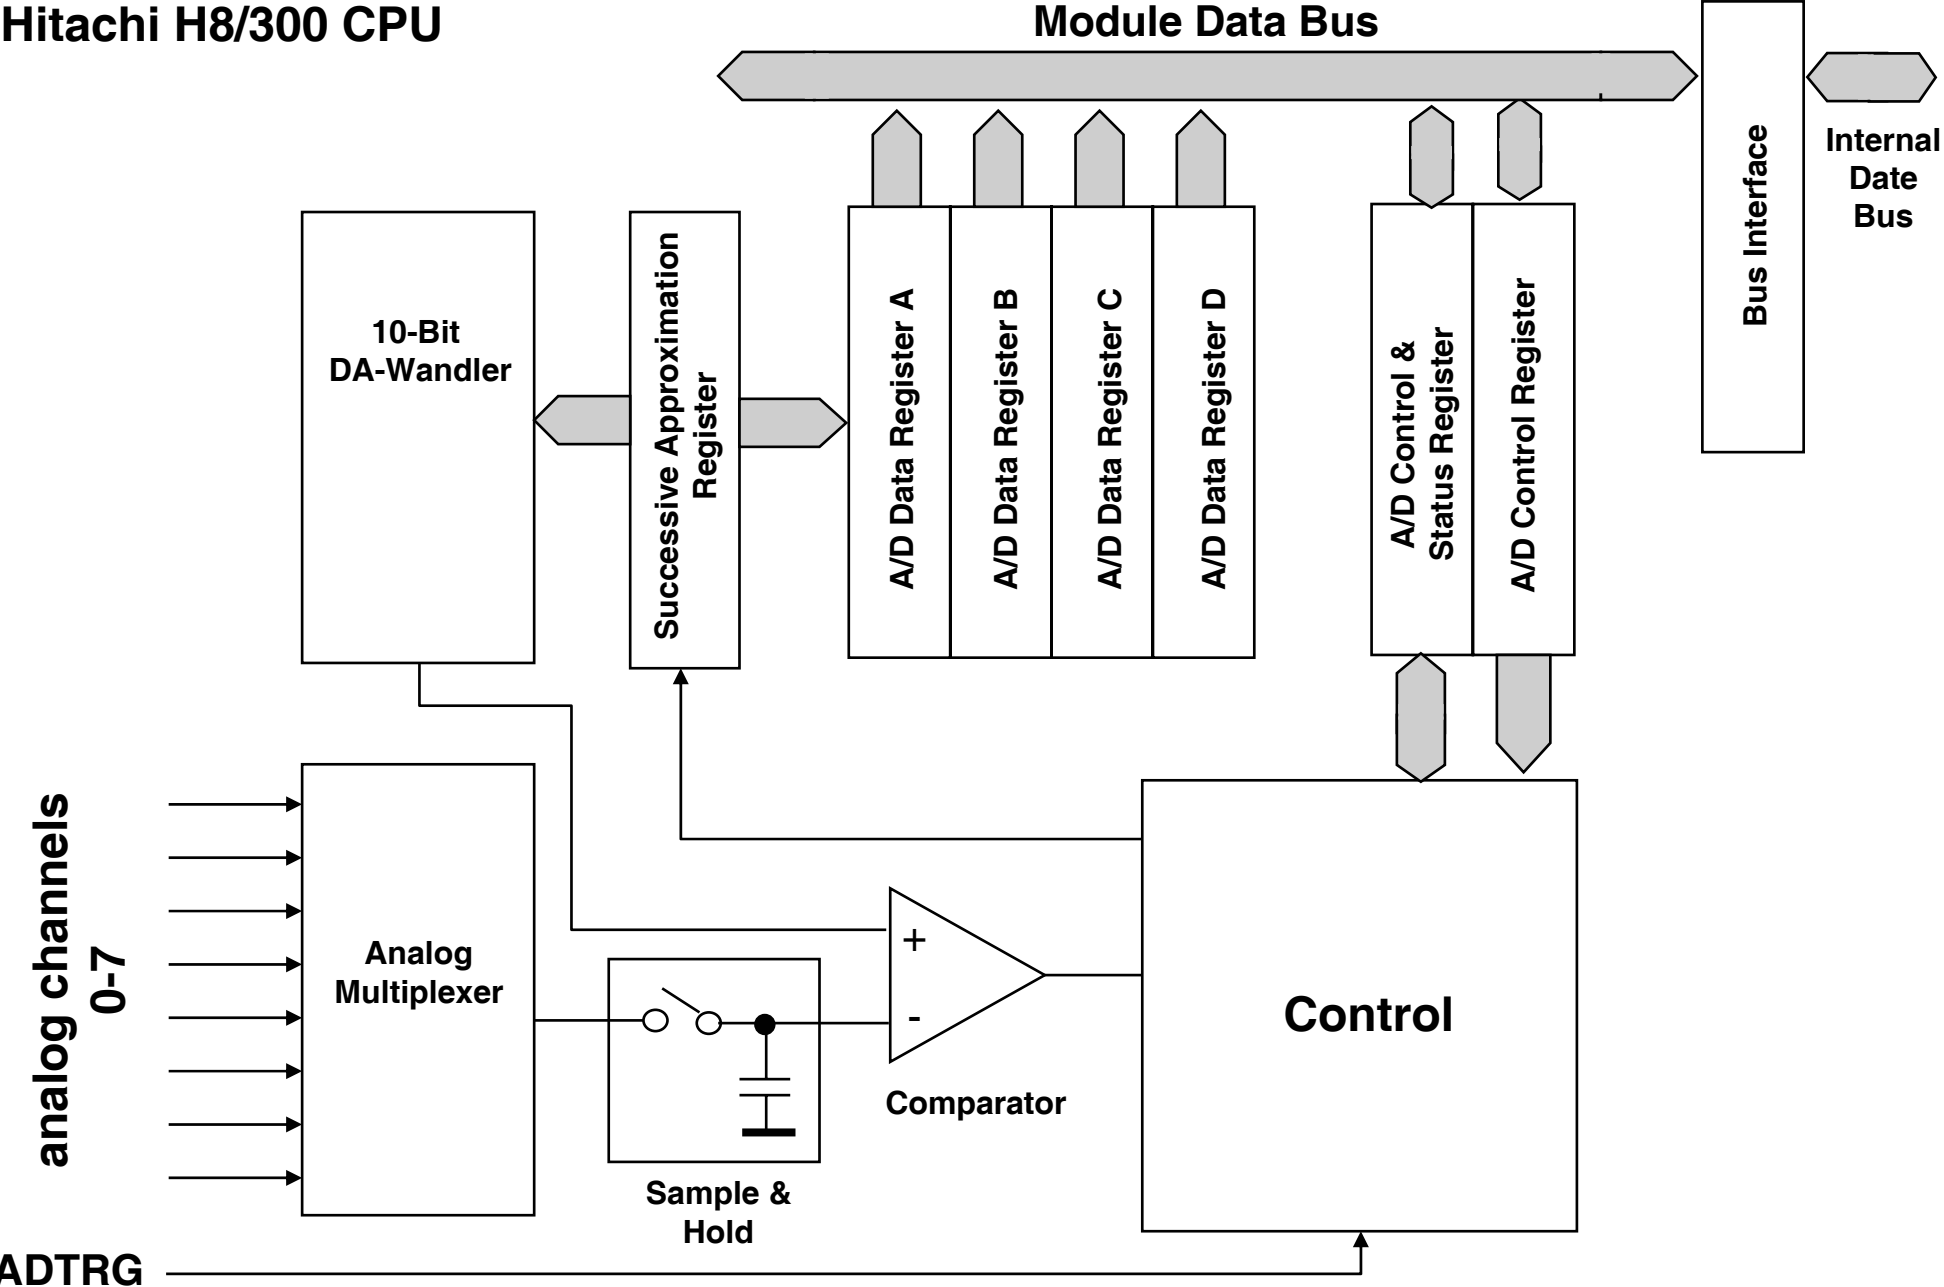 Hitachi H8/300 CPU
Module Data Bus
Internal
Date
Bus
Bus Interface
10-Bit
DA-Wandler
Successive Approximation
Register
A/D Data Register A
A/D Data Register B
A/D Data Register C
A/D Data Register D
A/D Control &
Status Register
A/D Control Register
analog channels
0-7
Analog
Multiplexer
+
-
Comparator
Sample &
Hold
Control
ADTRG